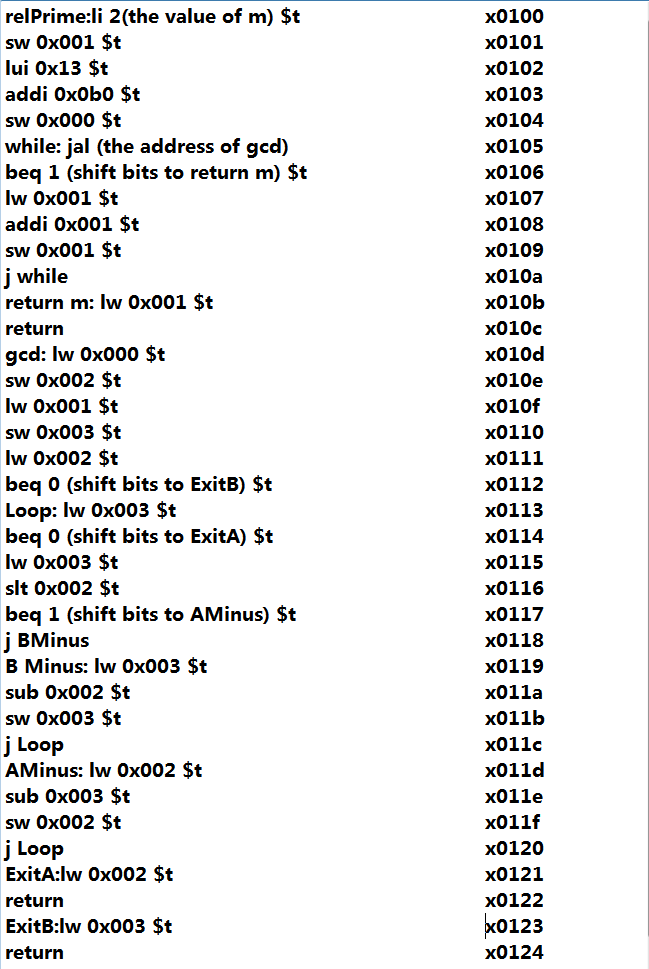 relPrime:li 2(the value of m) $t x0100
sw 0x001 $t x0101
lui 0x13 $t x0102
addi 0x0b0 $t x0103
sw 0x000 $t x0104
while: jal (the address of gcd) x0105
beq 1 (shift bits to return m) $t x0106
lw 0x001 $t x0107
addi 0x001 $t x0108
sw 0x001 $t x0109
j while x010a
return m: lw 0x001 $t x010b
return x010c
gcd: lw 0x000 $t x010d
sw 0x002 $t x010e
lw 0x001 $t x010f
sw 0x003 $t x0110
lw 0x002 $t x0111
beq 0 (shift bits to ExitB) $t x0112
Loop: lw 0x003 $t x0113
beq 0 (shift bits to ExitA) $t x0114
lw 0x003 $t x0115
slt 0x002 $t x0116
beq 1 (shift bits to AMinus) $t x0117
j BMinus x0118
B Minus: lw 0x003 $t x0119
sub 0x002 $t x011a
sw 0x003 $t x011b
j Loop x011c
AMinus: lw 0x002 $t x011d
sub 0x003 $t x011e
sw 0x002 $t x011f
j Loop x0120
ExitA:lw 0x002 $t x0121
return x0122
ExitB:lw 0x003 $t x0123
return x0124